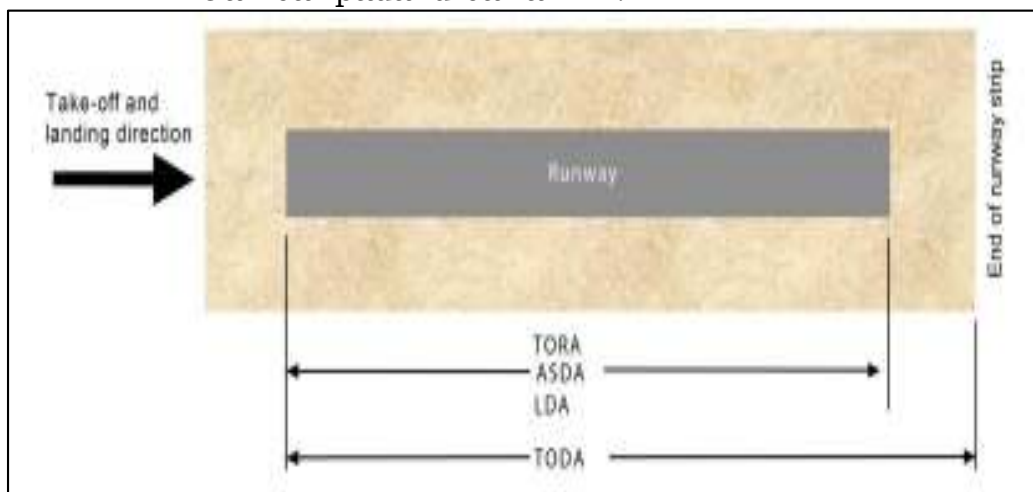 Take-off and
landing direction
Runway
End of runway strip
TORA
ASDA
LDA
TODA